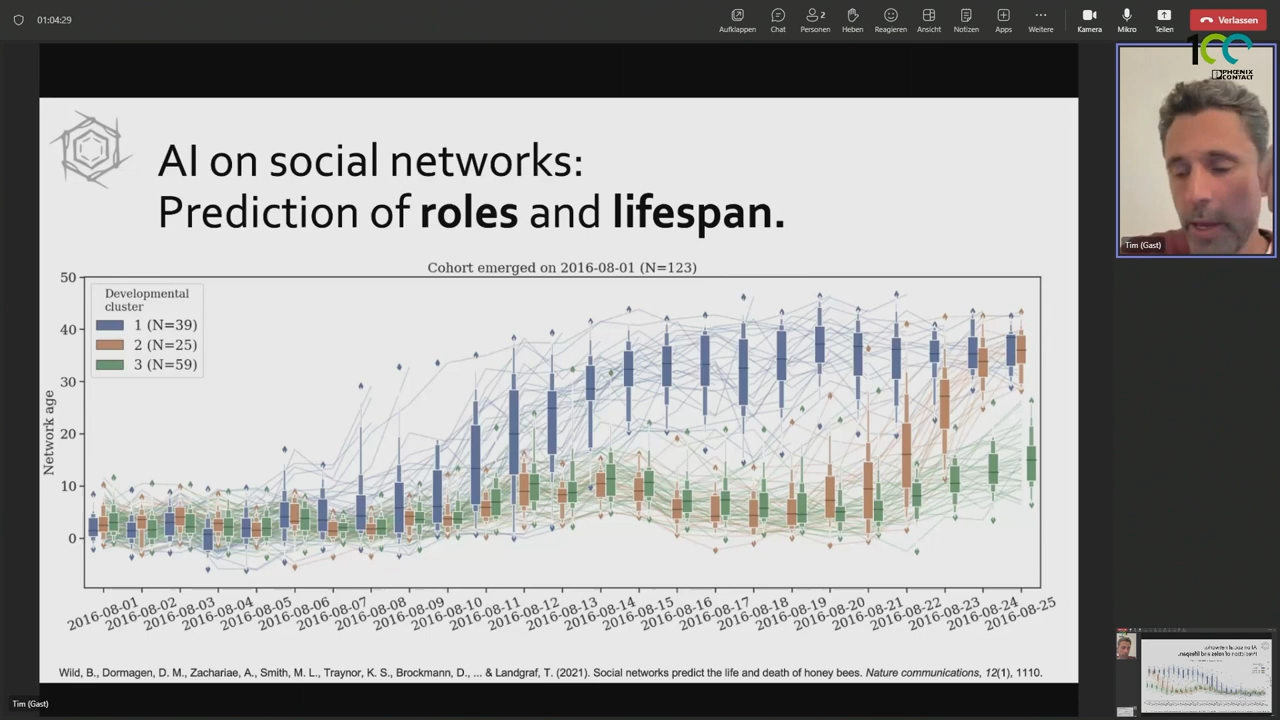 01:04:29
Aufklappen
Chat
2
Personen
Heben
Reagieren
Ansicht
Notizen
Apps
Weitere
Kamera
Mikro
Teilen
Verlassen
100
PHŒNIX
CONTACT
Tim (Gast)
AI on social networks:
Prediction of roles and lifespan.
Cohort emerged on 2016-08-01 (N=123)
Developmental
cluster
1 (N=39)
2 (N=25)
3 (N=59)
Network age
50
40
30
20
10
0
2016-08-01
2016-08-02
2016-08-03
2016-08-04
2016-08-05
2016-08-06
2016-08-07
2016-08-08
2016-08-09
2016-08-10
2016-08-11
2016-08-12
2016-08-13
2016-08-14
2016-08-15
2016-08-16
2016-08-17
2016-08-18
2016-08-19
2016-08-20
2016-08-21
2016-08-22
2016-08-23
2016-08-24
2016-08-25
Wild, B., Dormagen, D. M., Zachariae, A., Smith, M. L., Traynor, K. S., Brockmann, D., ... & Landgraf, T. (2021). Social networks predict the life and death of honey bees. Nature communications, 12(1), 1110.
Tim (Gast)